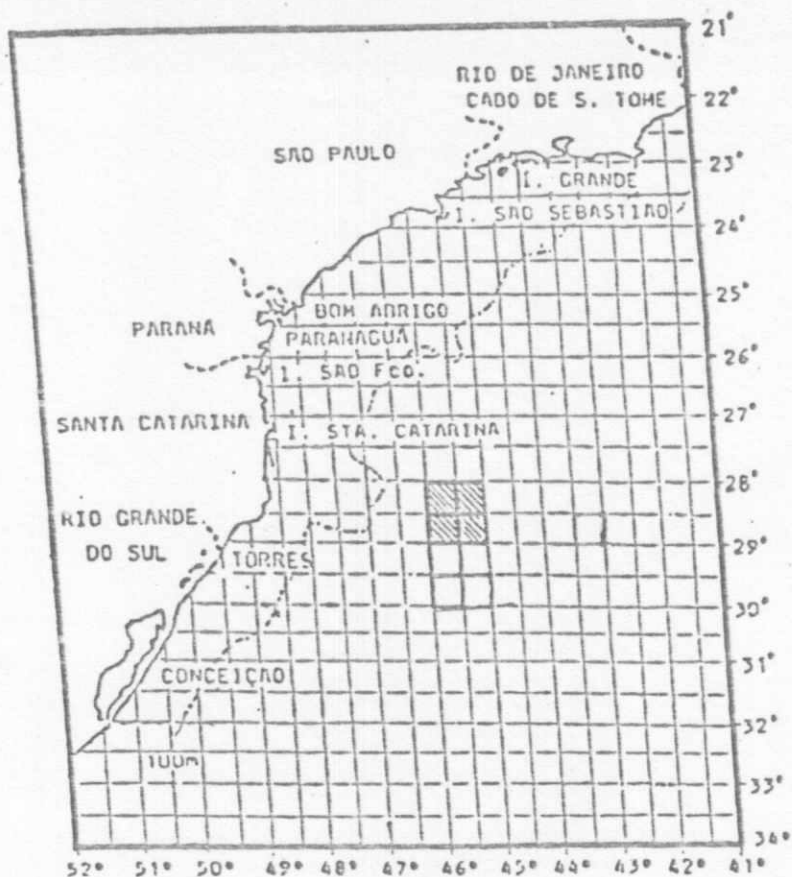 21°
RIO DE JANEIRO
CABO DE S. TOME
22°
SAO PAULO
23°
I. GRANDE
I. SAO SEBASTIAO
24°
25°
BOM ABRIGO
PARANA
PARANAGUÁ
26°
I. SAO FCO.
27°
SANTA CATARINA
I. STA. CATARINA
28°
RIO GRANDE
DO SUL
29°
TORRES
30°
31°
CONCEIÇÃO
32°
100m
33°
34°
52° 51° 50° 49° 48° 47° 46° 45° 44° 43° 42° 41°